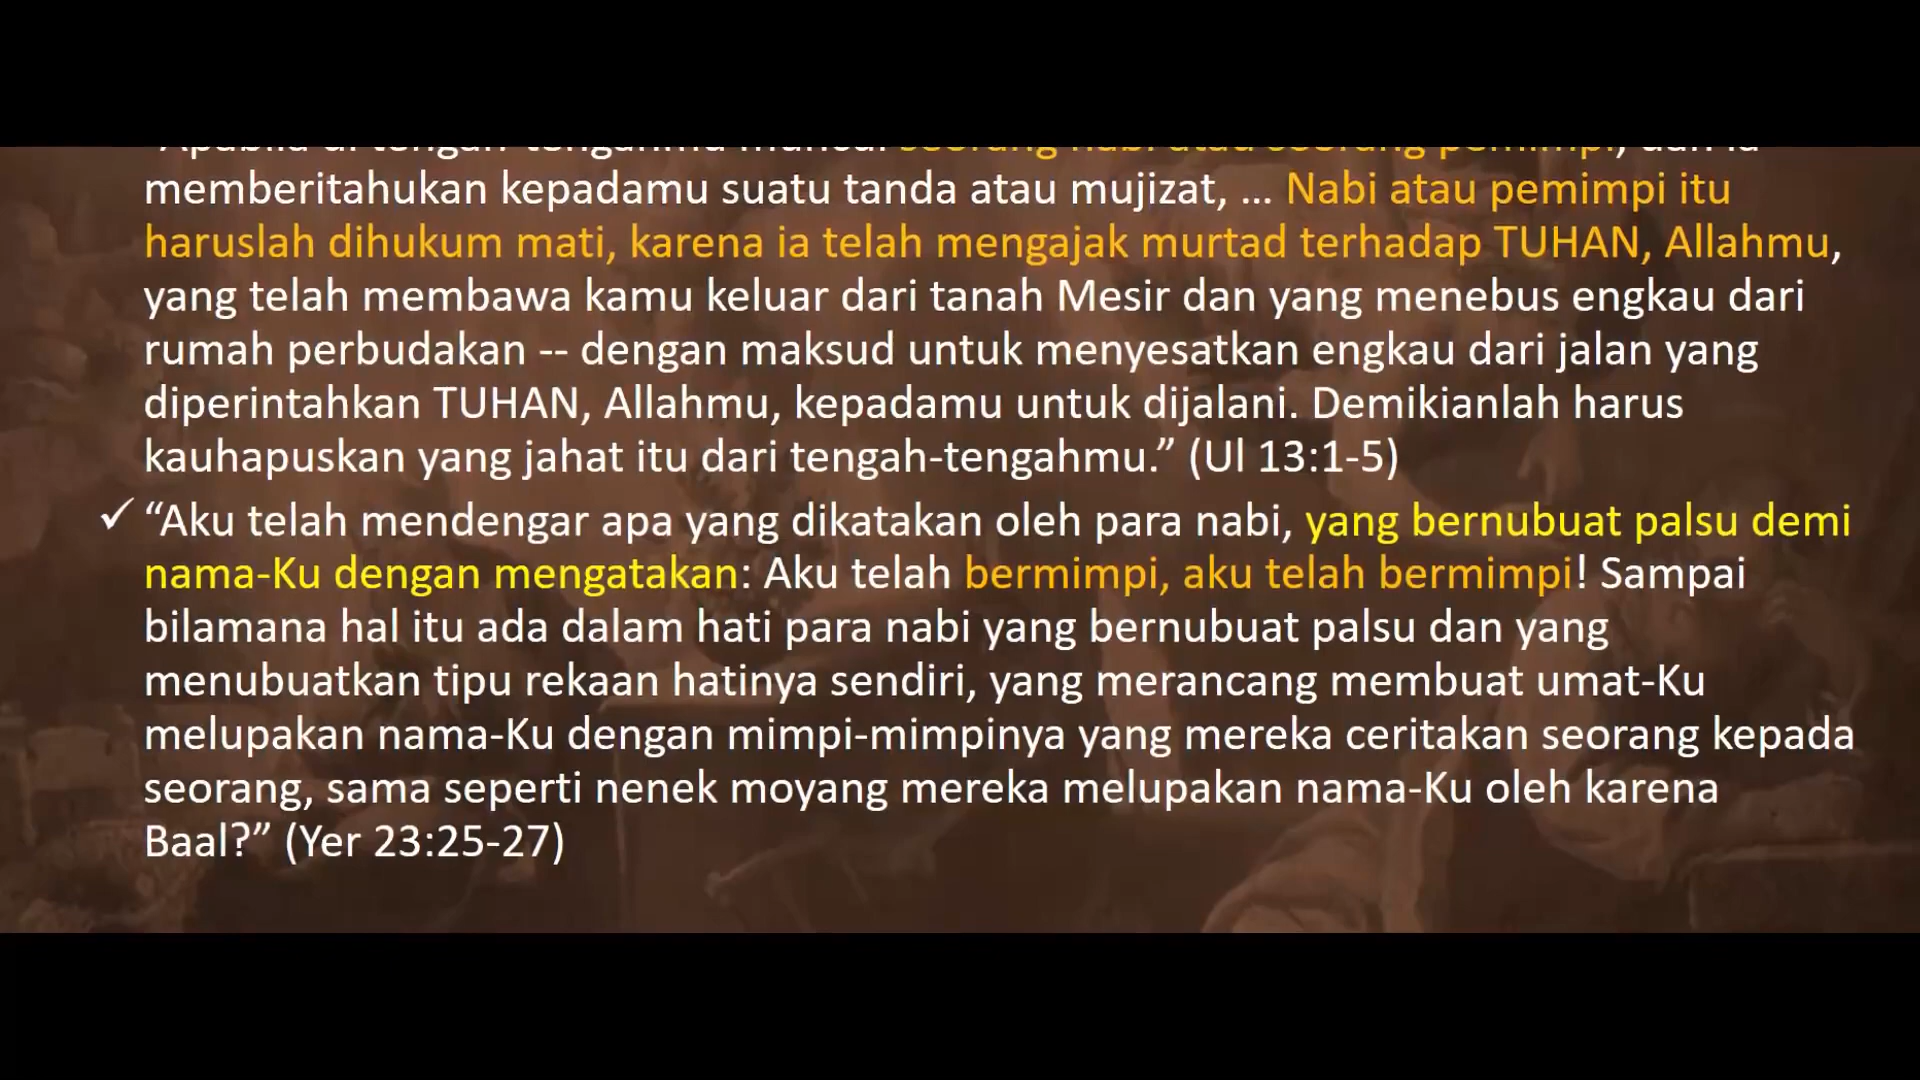 seorang nabi atau seorang pemimpi,
memberitahukan kepadamu suatu tanda atau mujizat, ... Nabi atau pemimpi itu
haruslah dihukum mati, karena ia telah mengajak murtad terhadap TUHAN, Allahmu,
yang telah membawa kamu keluar dari tanah Mesir dan yang menebus engkau dari
rumah perbudakan -- dengan maksud untuk menyesatkan engkau dari jalan yang
diperintahkan TUHAN, Allahmu, kepadamu untuk dijalani. Demikianlah harus
kauhapuskan yang jahat itu dari tengah-tengahmu.” (Ul 13:1-5)
✓ “Aku telah mendengar apa yang dikatakan oleh para nabi, yang bernubuat palsu demi
nama-Ku dengan mengatakan: Aku telah bermimpi, aku telah bermimpi! Sampai
bilamana hal itu ada dalam hati para nabi yang bernubuat palsu dan yang
menubuatkan tipu rekaan hatinya sendiri, yang merancang membuat umat-Ku
melupakan nama-Ku dengan mimpi-mimpinya yang mereka ceritakan seorang kepada
seorang, sama seperti nenek moyang mereka melupakan nama-Ku oleh karena
Baal?” (Yer 23:25-27)